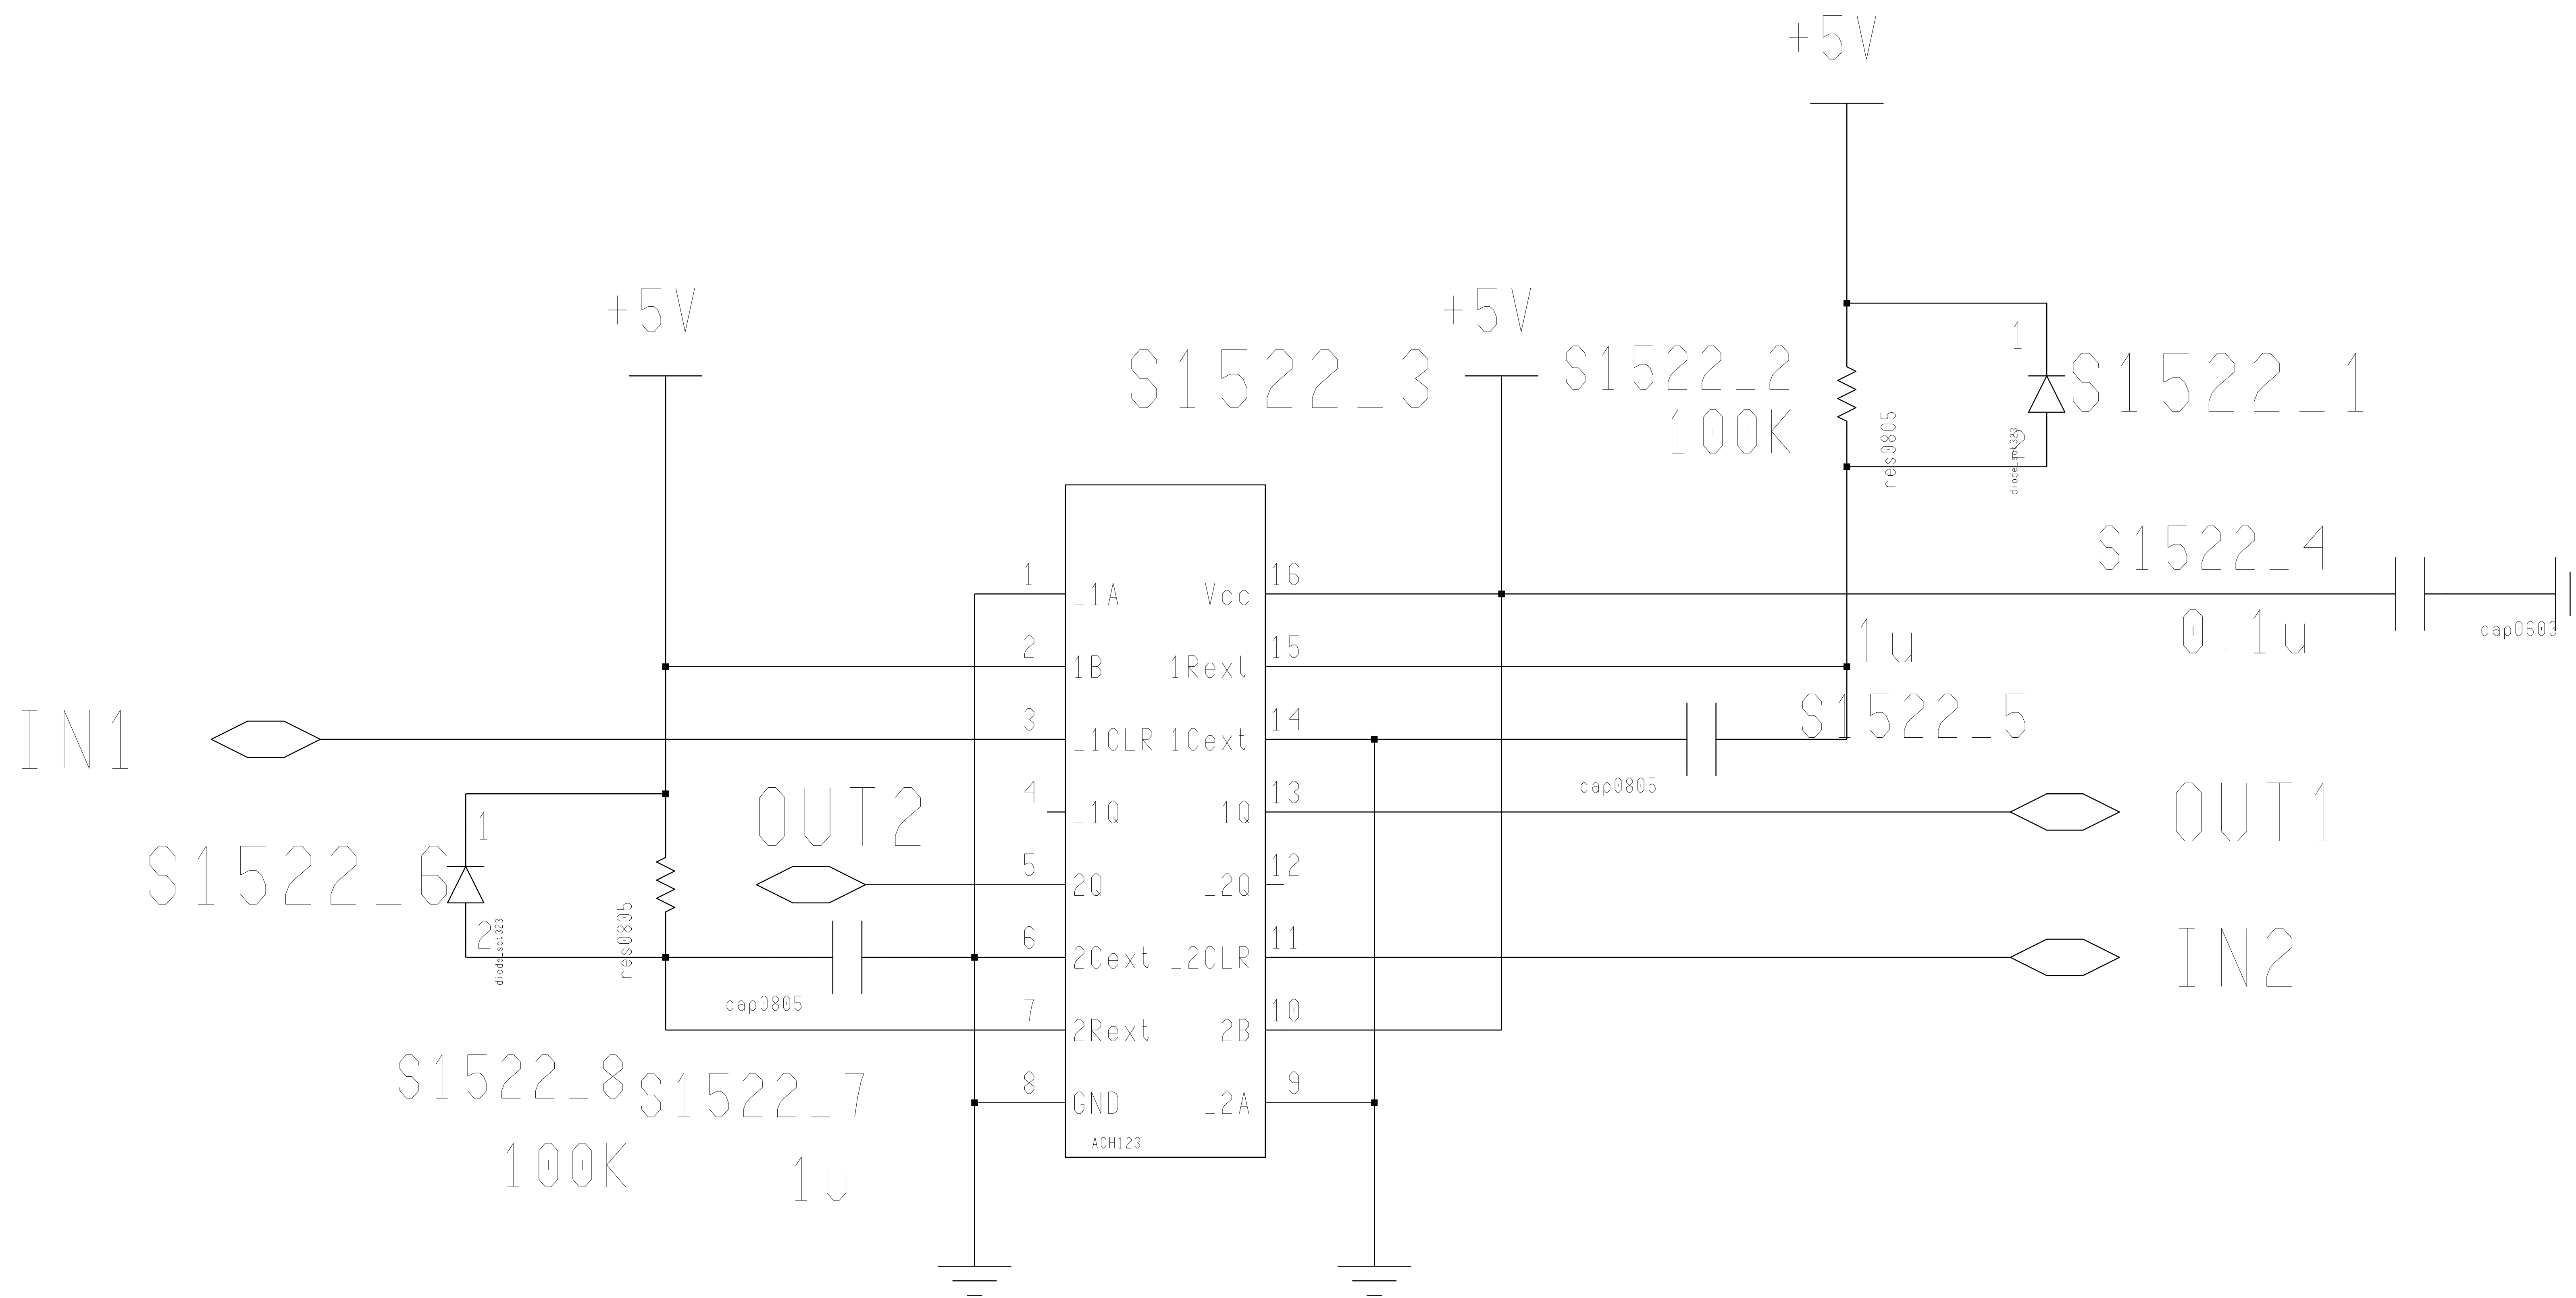 +5V
+5V
+5V
S1522_3
S1522_2
100K
res0805
1
2
diode_sot323
S1522_1
S1522_4
0.1u
cap0603
1 _1A
2 1B
3 _1CLR
4 _1Q
5 2Q
6 2Cext
7 2Rext
8 GND
Vcc 16
1Rext 15
1Cext 14
1Q 13
_2Q 12
_2CLR 11
2B 10
_2A 9
ACH123
1u
S1522_5
cap0805
IN1
OUT2
OUT1
IN2
1
S1522_6
2
diode_sot323
res0805
cap0805
S1522_8
100K
S1522_7
1u